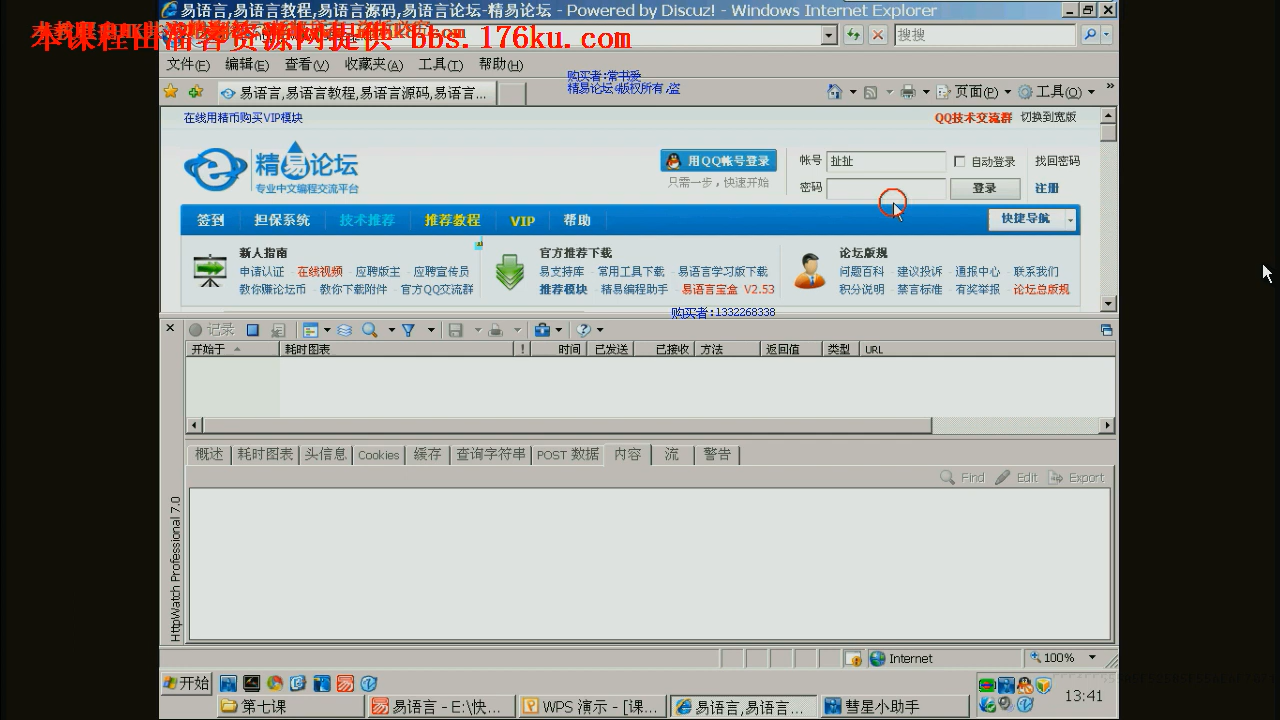 易语言,易语言教程,易语言源码,易语言论坛-精易论坛 - Powered by Discuz! - Windows Internet Explorer
本课程由满客资源网提供 bbs.176ku.com
搜搜
文件(F) 编辑(E) 查看(V) 收藏夹(A) 工具(T) 帮助(H)
购买者:常书爱
精易论坛 版权所有,盗
易语言,易语言教程,易语言源码,易语言...
页面(P) 工具(O) »
在线用精币购买VIP模块
QQ技术交流群 切换到宽版
精易论坛
专业中文编程交流平台
用QQ帐号登录
只需一步，快速开始
帐号 扯扯 自动登录 找回密码
密码 登录 注册
签到 担保系统 技术推荐 推荐教程 VIP 帮助 快捷导航
新人指南
申请认证 在线视频 应聘版主 应聘宣传员
教你赚论坛币 教你下载附件 官方QQ交流群
官方推荐下载
易支持库 常用工具下载 易语言学习版下载
推荐模块 精易编程助手 易语言宝盒 V2.53
论坛版规
问题百科 建议投诉 通报中心 联系我们
积分说明 禁言标准 有奖举报 论坛总版规
购买者:1332268338
记录
开始于 耗时图表 ! 时间 已发送 已接收 方法 返回值 类型 URL
概述 耗时图表 头信息 Cookies 缓存 查询字符串 POST 数据 内容 流 警告
Find Edit Export
HttpWatch Professional 7.0
Internet 100%
开始
第七课 易语言 - E:\快... WPS 演示 - [课... 易语言,易语言... 彗星小助手
13:41